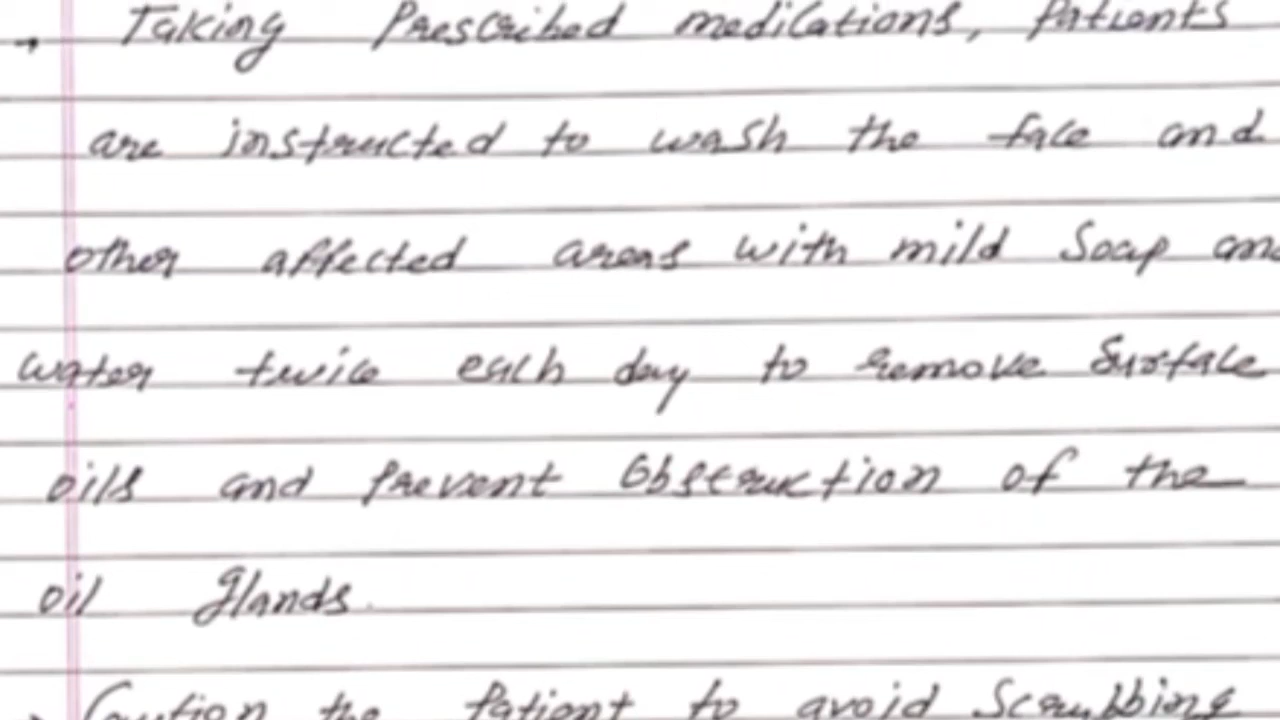 → Taking Prescribed medications, Patients
are instructed to wash the face and
other affected areas with mild Soap and
water twice each day to remove Surface
oils and Prevent Obstruction of the
oil glands.
→ Caution the Patient to avoid Scrubbing